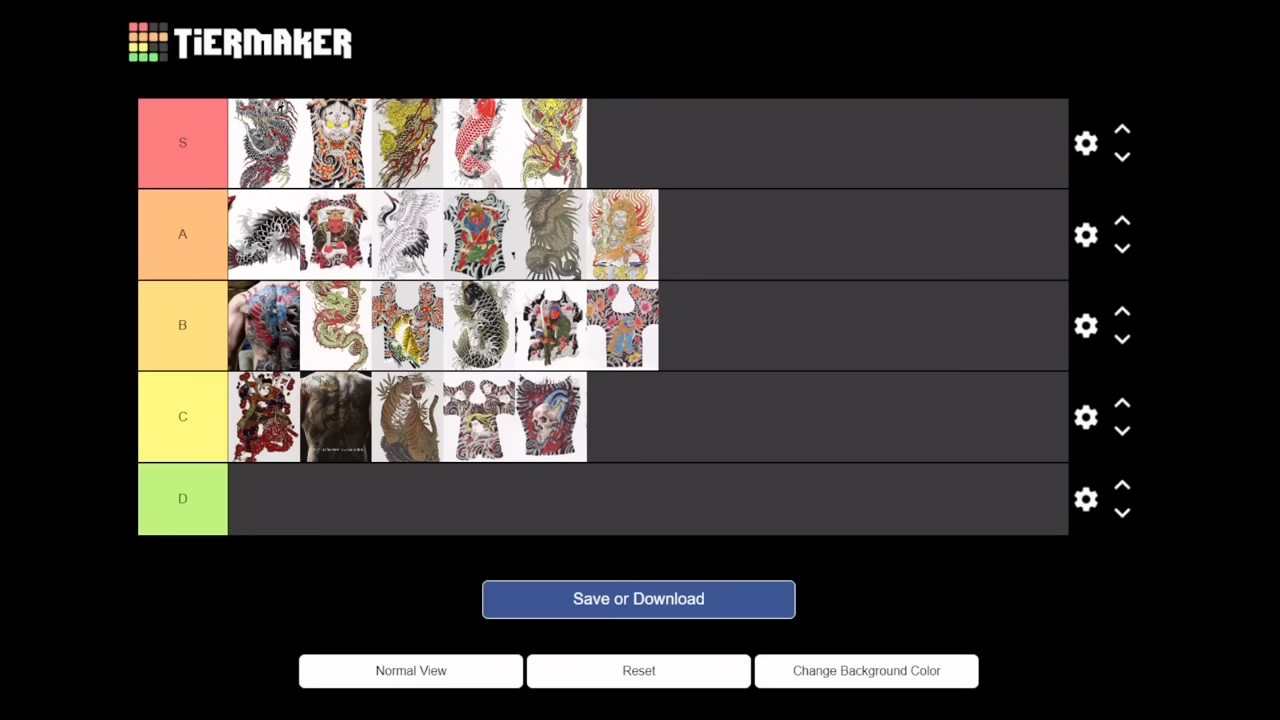 TiERMAKER
S
A
B
C
D
Save or Download
Normal View
Reset
Change Background Color